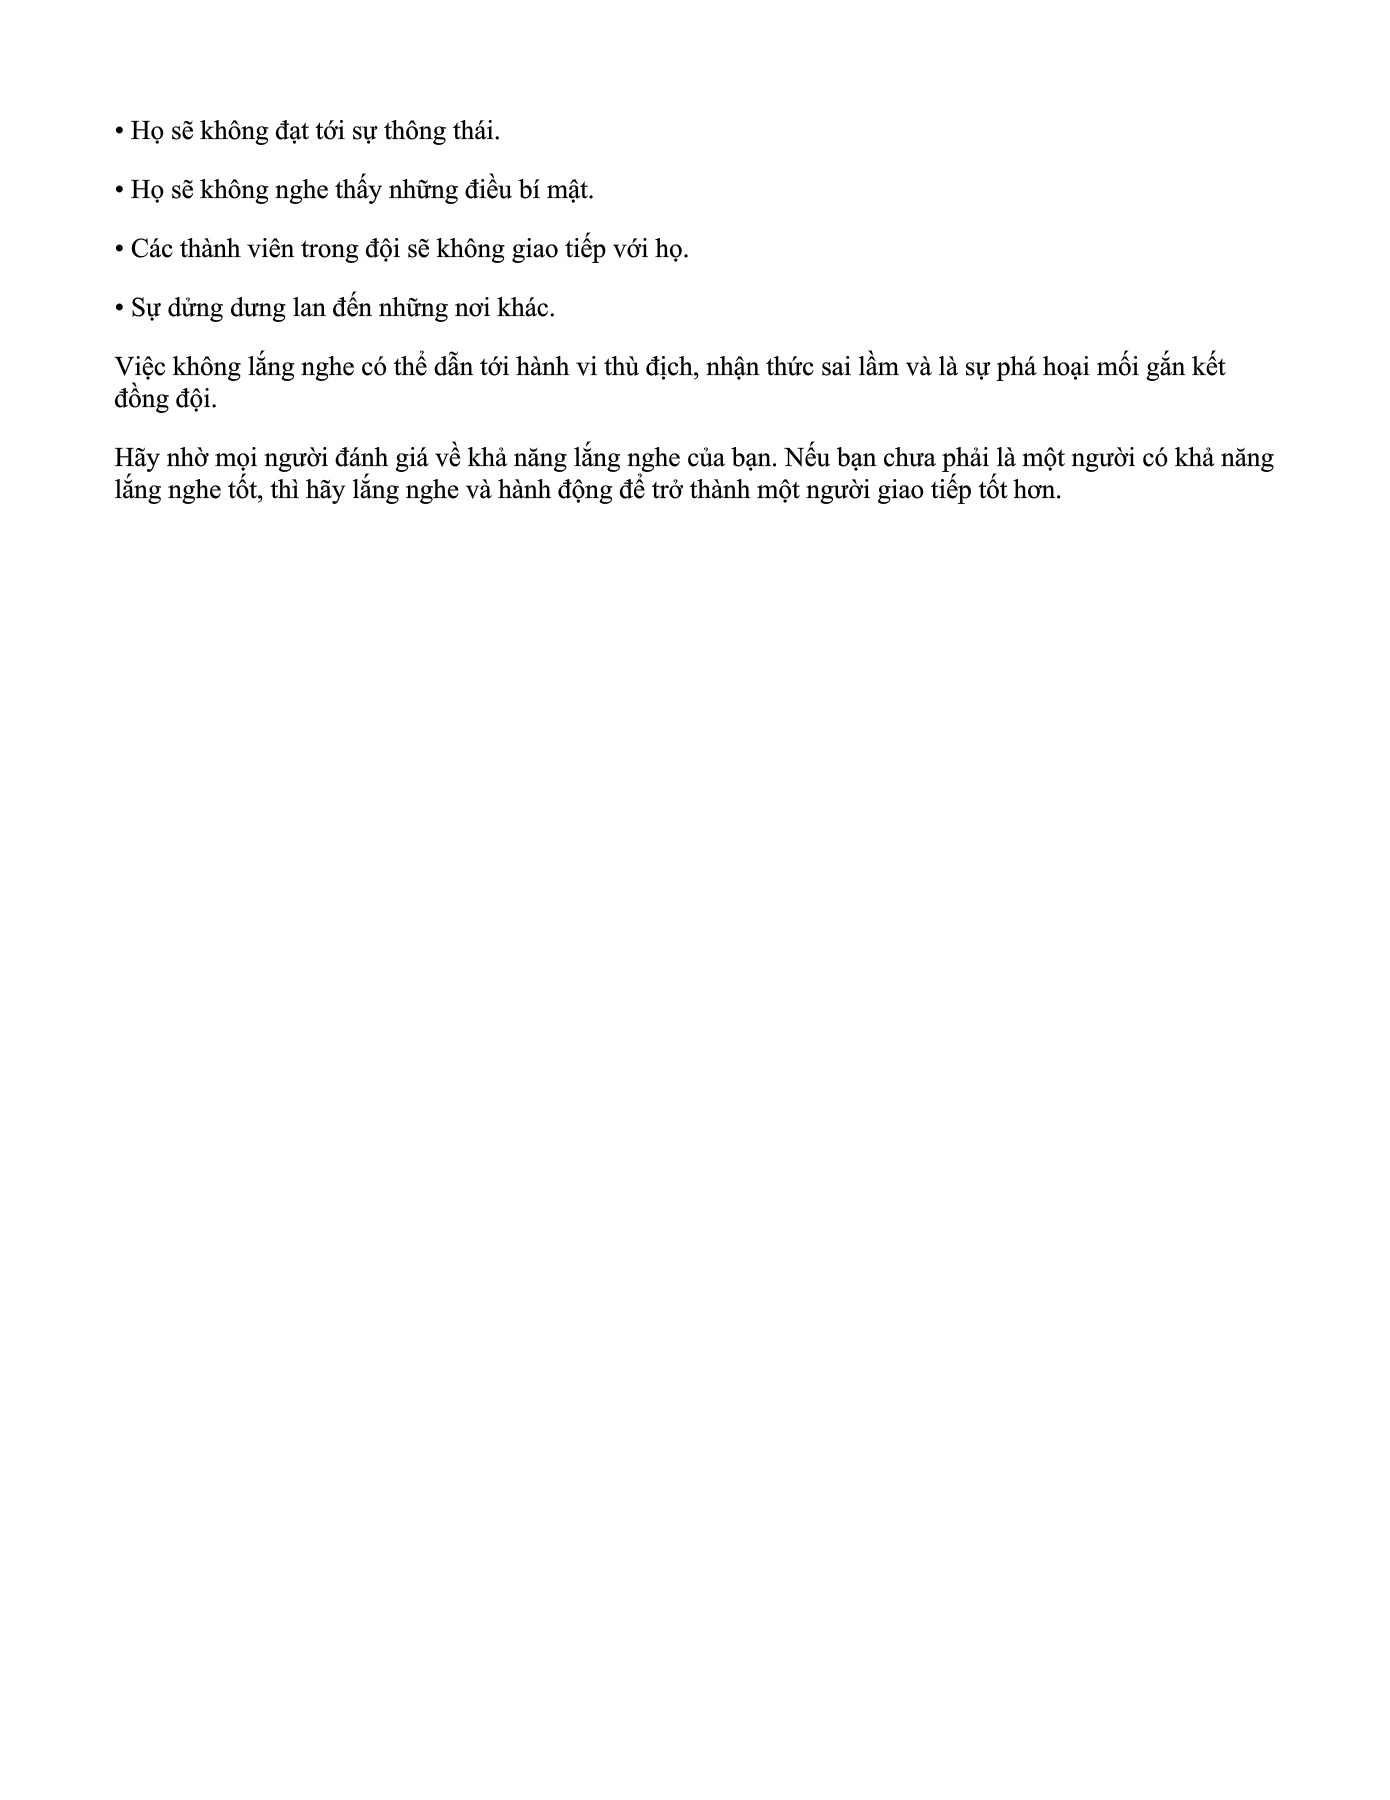 • Họ sẽ không đạt tới sự thông thái.
• Họ sẽ không nghe thấy những điều bí mật.
• Các thành viên trong đội sẽ không giao tiếp với họ.
• Sự dửng dưng lan đến những nơi khác.
Việc không lắng nghe có thể dẫn tới hành vi thù địch, nhận thức sai lầm và là sự phá hoại mối gắn kết
đồng đội.
Hãy nhờ mọi người đánh giá về khả năng lắng nghe của bạn. Nếu bạn chưa phải là một người có khả năng
lắng nghe tốt, thì hãy lắng nghe và hành động để trở thành một người giao tiếp tốt hơn.